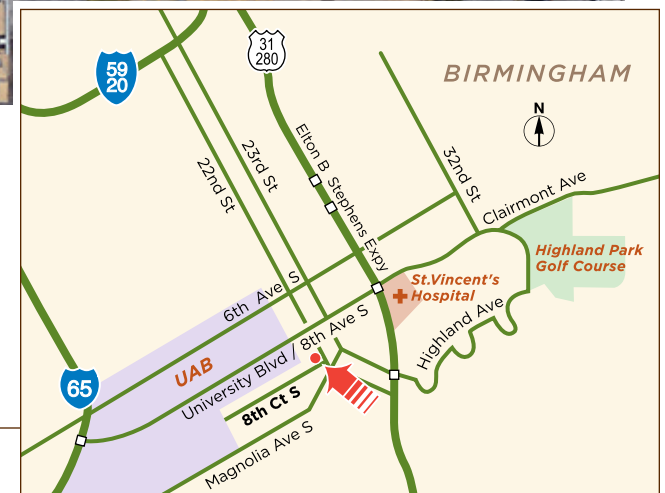 59
20
31
280
BIRMINGHAM
N
Elton B Stephens Expy
23rd St
22nd St
32nd St
Clairmont Ave
Highland Park
Golf Course
St.Vincent's
Hospital
6th Ave S
Highland Ave
University Blvd / 8th Ave S
UAB
65
8th Ct S
Magnolia Ave S